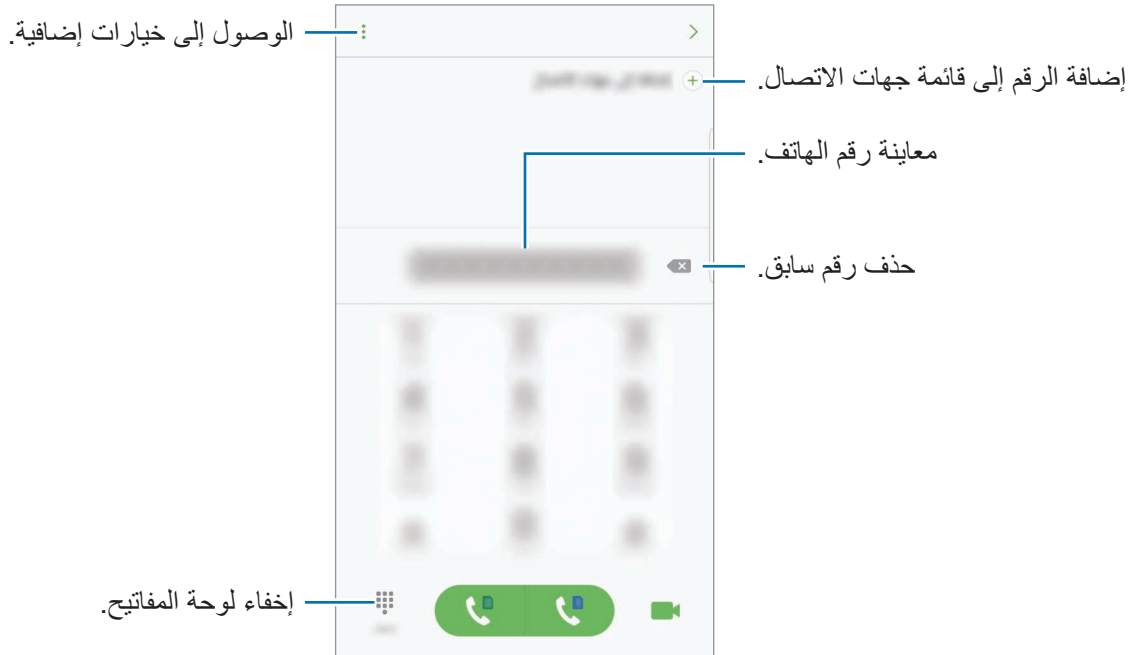 الوصول إلى خيارات إضافية.
إضافة الرقم إلى قائمة جهات الاتصال.
معاينة رقم الهاتف.
حذف رقم سابق.
إخفاء لوحة المفاتيح.